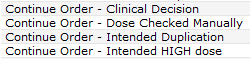 Continue Order - Clinical Decision
Continue Order - Dose Checked Manually
Continue Order - Intended Duplication
Continue Order - Intended HIGH dose